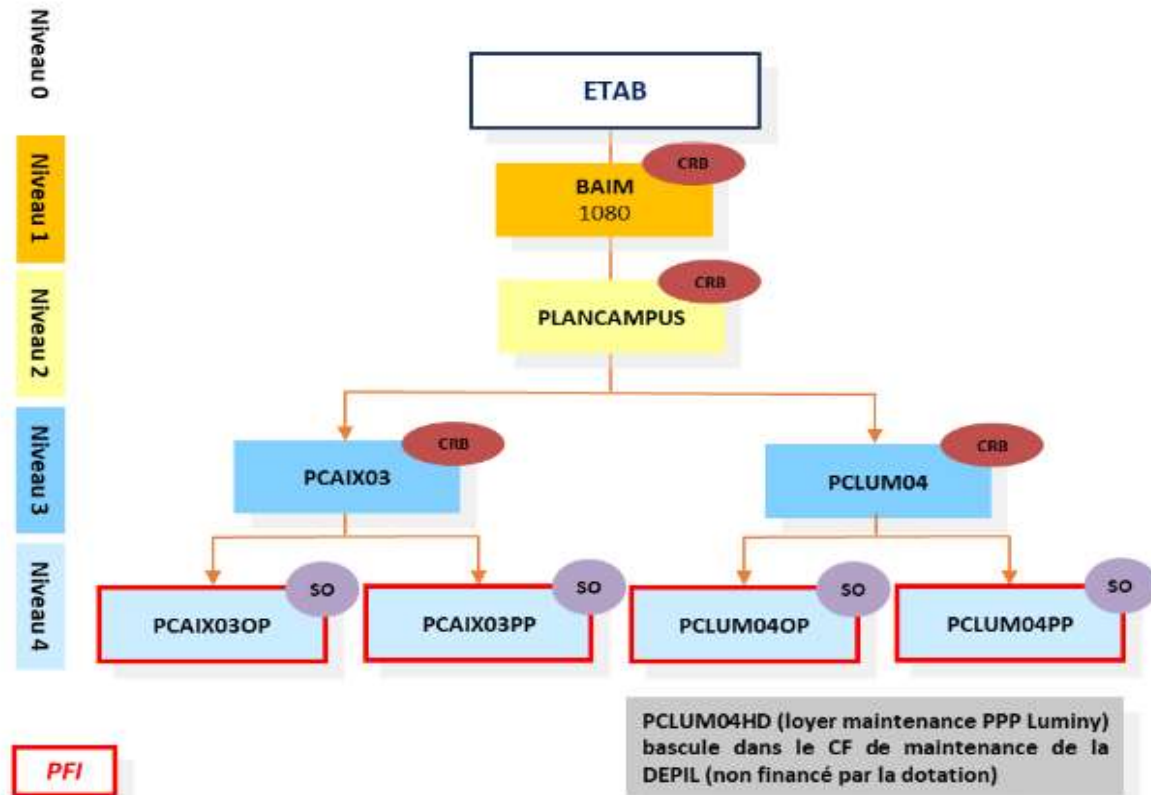 Niveau 0
ETAB
Niveau 1
CRB
BAIM
1080
Niveau 2
CRB
PLANCAMPUS
Niveau 3
CRB
PCAIX03
CRB
PCLUM04
Niveau 4
SO
PCAIX03OP
SO
PCAIX03PP
SO
PCLUM04OP
SO
PCLUM04PP
PCLUM04HD (loyer maintenance PPP Luminy)
bascule dans le CF de maintenance de la
DEPIL (non financé par la dotation)
PFI